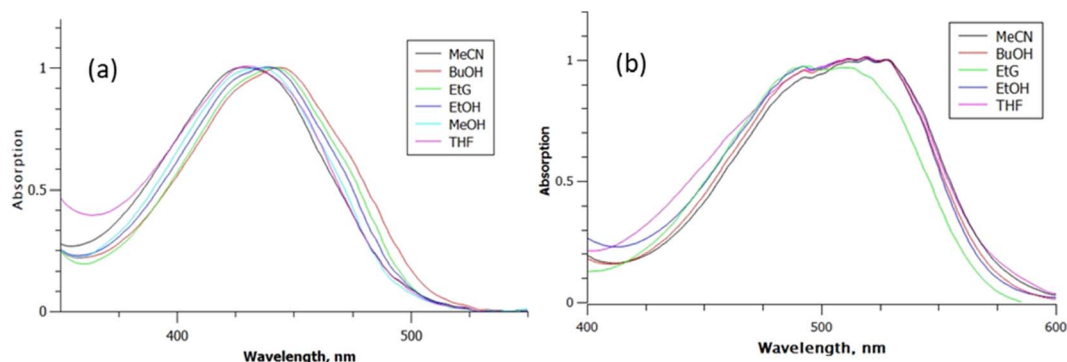 (a)
MeCN
BuOH
EtG
EtOH
MeOH
THF
1
0.5
0
400
500
Absorption
Wavelength, nm
(b)
MeCN
BuOH
EtG
EtOH
THF
1
0.5
0
400
500
600
Absorption
Wavelength, nm